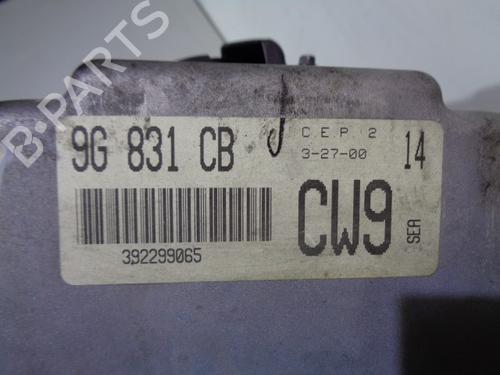 B-PARTS
9G 831 CB
C.E.P. 2
3-27-00
14
392299065
CW9
SEA